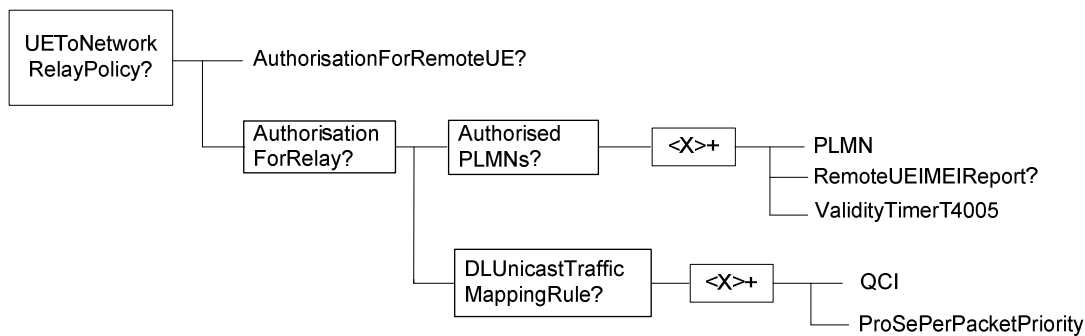 UEToNetwork
RelayPolicy?
AuthorisationForRemoteUE?
Authorisation
ForRelay?
Authorised
PLMNs?
<X>+
PLMN
RemoteUEIMEIReport?
ValidityTimerT4005
DLUnicastTraffic
MappingRule?
<X>+
QCI
ProSePerPacketPriority